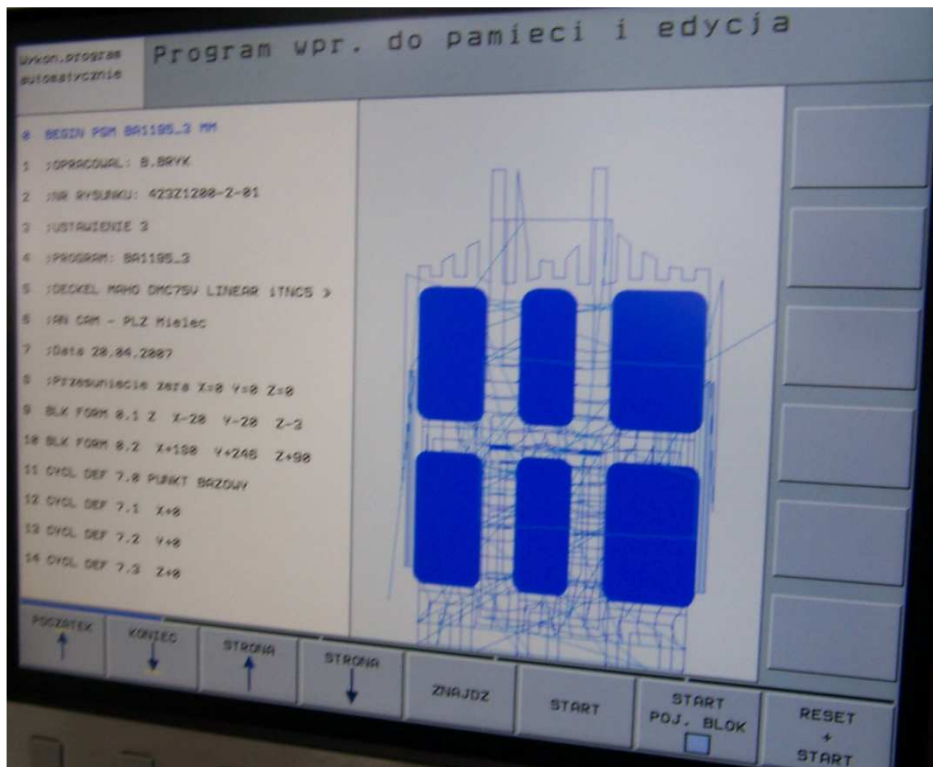 Wykon.program
automatycznie
Program wpr. do pamieci i edycja
0 BEGIN PGM BA1195_3 MM
1 ;OPRACOWAL: B.BRYK
2 ;NR RYSUNKU: 423Z1200-2-01
3 ;USTAWIENIE 3
4 ;PROGRAM: BA1195_3
5 ;DECKEL MAHO DMC75V LINEAR iTNC5 >
6 ;AN CAM - PLZ Mielec
7 ;Data 20.04.2007
8 ;Przesuniecie zera X=0 Y=0 Z=0
9 BLK FORM 0.1 Z X-20 Y-20 Z-3
10 BLK FORM 0.2 Z+90
11 CYCL DEF 7.0 PUNKT BAZOWY
12 CYCL DEF 7.1 X+0
13 CYCL DEF 7.2 Y+0
14 CYCL DEF 7.3 Z+0
POCZATEK
KONIEC
STRONA
STRONA
ZNAJDZ
START
START
POJ. BLOK
RESET
+
START